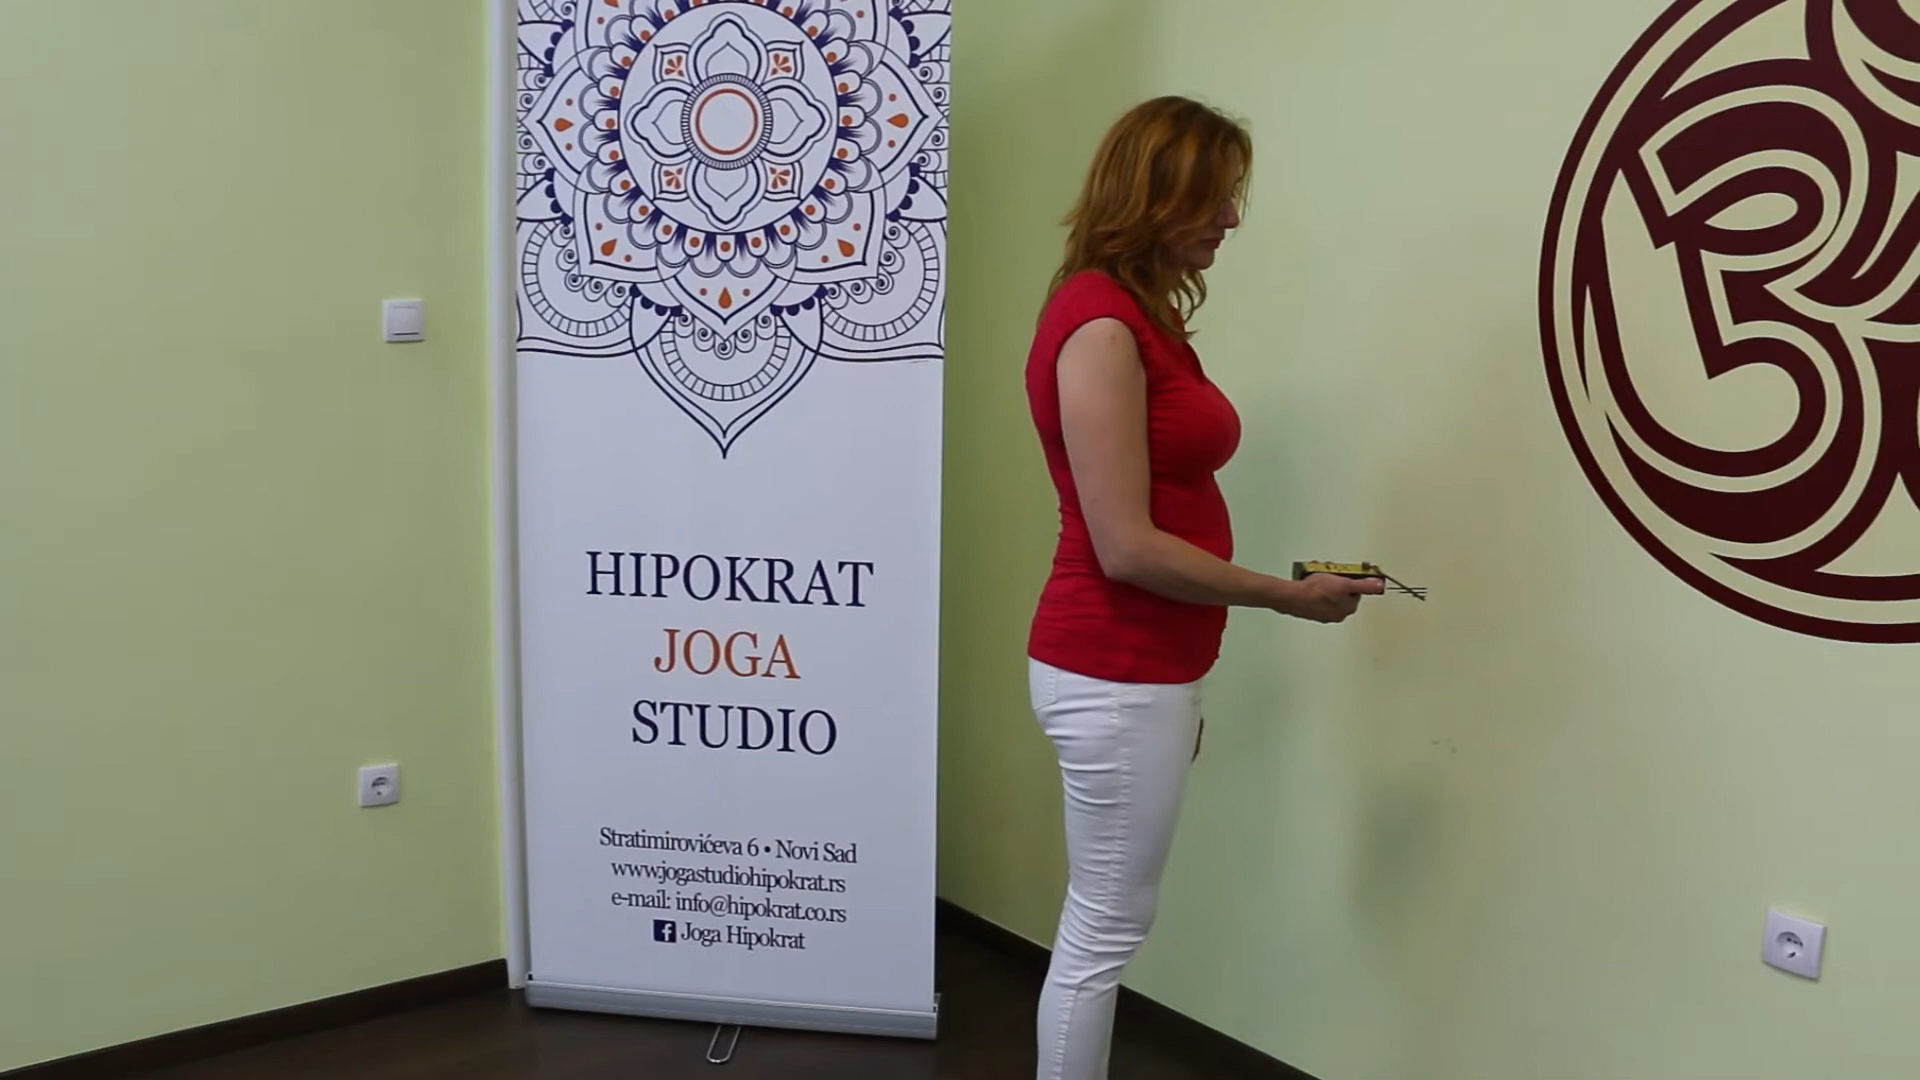 HIPOKRAT
JOGA
STUDIO
Stratimirovićeva 6 • Novi Sad
www.jogastudiohipokrat.rs
e-mail: info@hipokrat.co.rs
Joga Hipokrat